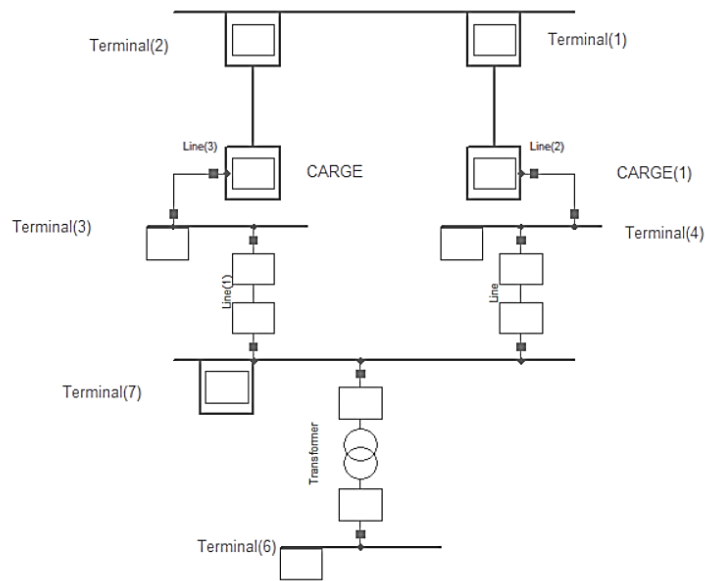 Terminal(2)
Terminal(1)
Line(3)
Line(2)
CARGE
CARGE(1)
Terminal(3)
Terminal(4)
Line(1)
Line
Terminal(7)
Transformer
Terminal(6)